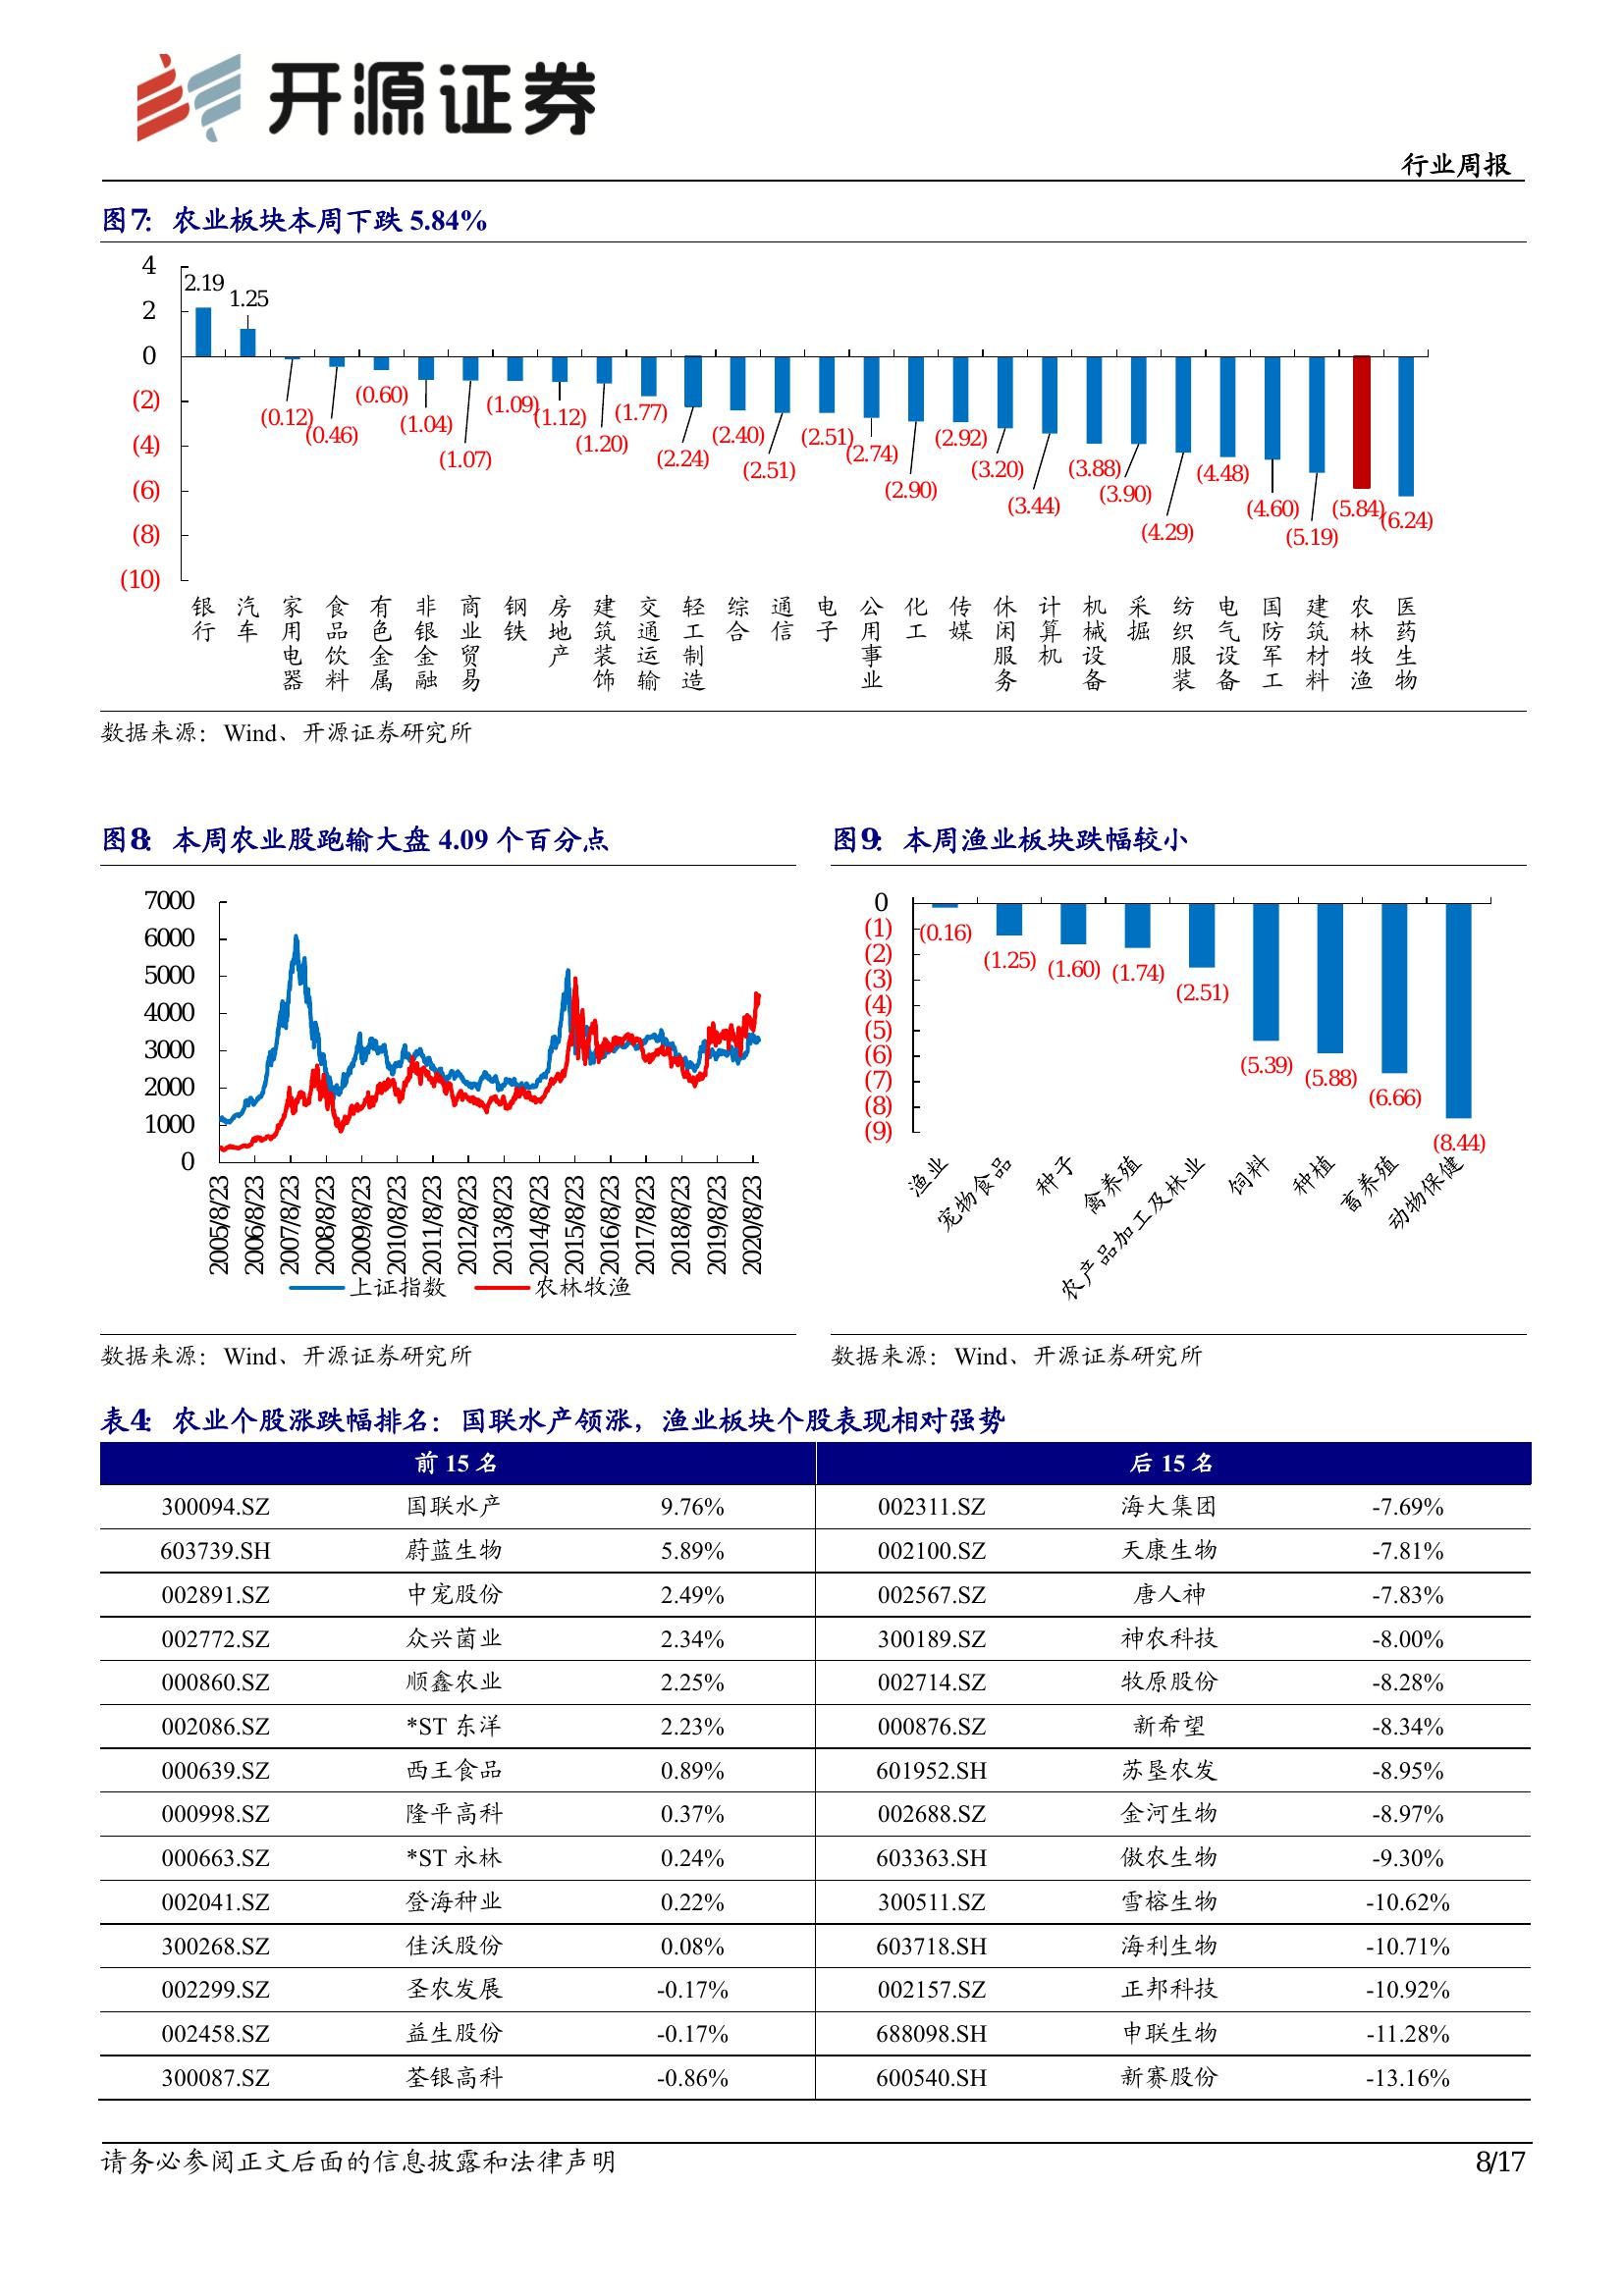 开源证券
行业周报
图7：农业板块本周下跌 5.84%
4
2
0
(2)
(4)
(6)
(8)
(10)
2.19
1.25
(0.12)
(0.46)
(0.60)
(1.04)
(1.07)
(1.09)
(1.12)
(1.20)
(1.77)
(2.24)
(2.40)
(2.51)
(2.51)
(2.74)
(2.90)
(2.92)
(3.20)
(3.44)
(3.88)
(3.90)
(4.29)
(4.48)
(4.60)
(5.19)
(5.84)
(6.24)
银行
汽车
家用电器
食品饮料
有色金属
非银金融
商业贸易
钢铁
房地产
建筑装饰
交通运输
轻工制造
综合
通信
电子
公用事业
化工
传媒
休闲服务
计算机
机械设备
采掘
纺织服装
电气设备
国防军工
建筑材料
农林牧渔
医药生物
数据来源：Wind、开源证券研究所
图8：本周农业股跑输大盘 4.09 个百分点
7000
6000
5000
4000
3000
2000
1000
0
2005/8/23
2006/8/23
2007/8/23
2008/8/23
2009/8/23
2010/8/23
2011/8/23
2012/8/23
2013/8/23
2014/8/23
2015/8/23
2016/8/23
2017/8/23
2018/8/23
2019/8/23
2020/8/23
上证指数 农林牧渔
数据来源：Wind、开源证券研究所
图9：本周渔业板块跌幅较小
0
(1)
(2)
(3)
(4)
(5)
(6)
(7)
(8)
(9)
(0.16)
(1.25)
(1.60)
(1.74)
(2.51)
(5.39)
(5.88)
(6.66)
(8.44)
渔业
宠物食品
种子
禽养殖
农产品加工及林业
饲料
种植
畜养殖
动物保健
数据来源：Wind、开源证券研究所
表4：农业个股涨跌幅排名：国联水产领涨，渔业板块个股表现相对强势
前 15 名 后 15 名
300094.SZ 国联水产 9.76% 002311.SZ 海大集团 -7.69%
603739.SH 蔚蓝生物 5.89% 002100.SZ 天康生物 -7.81%
002891.SZ 中宠股份 2.49% 002567.SZ 唐人神 -7.83%
002772.SZ 众兴菌业 2.34% 300189.SZ 神农科技 -8.00%
000860.SZ 顺鑫农业 2.25% 002714.SZ 牧原股份 -8.28%
002086.SZ *ST 东洋 2.23% 000876.SZ 新希望 -8.34%
000639.SZ 西王食品 0.89% 601952.SH 苏垦农发 -8.95%
000998.SZ 隆平高科 0.37% 002688.SZ 金河生物 -8.97%
000663.SZ *ST 永林 0.24% 603363.SH 傲农生物 -9.30%
002041.SZ 登海种业 0.22% 300511.SZ 雪榕生物 -10.62%
300268.SZ 佳沃股份 0.08% 603718.SH 海利生物 -10.71%
002299.SZ 圣农发展 -0.17% 002157.SZ 正邦科技 -10.92%
002458.SZ 益生股份 -0.17% 688098.SH 申联生物 -11.28%
300087.SZ 荃银高科 -0.86% 600540.SH 新赛股份 -13.16%
请务必参阅正文后面的信息披露和法律声明
8/17